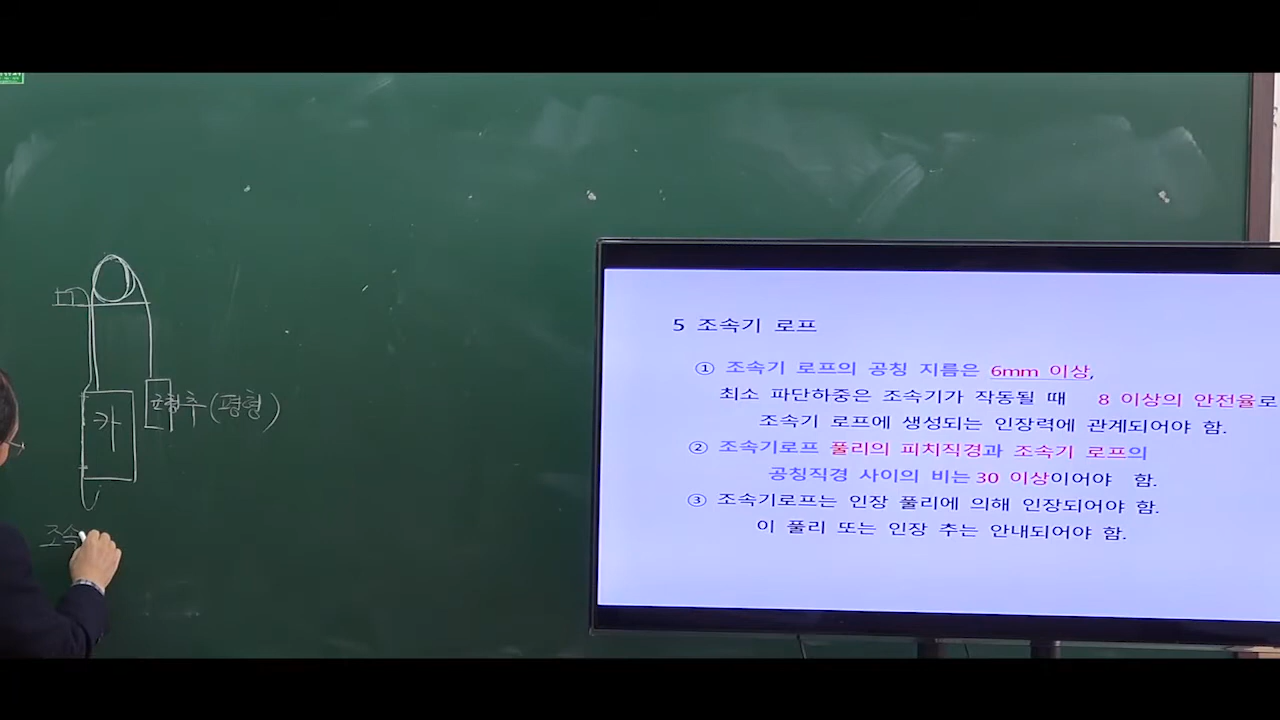 카
균형추(평형)
조속
5 조속기 로프
① 조속기 로프의 공칭 지름은 6mm 이상,
최소 파단하중은 조속기가 작동될 때 8 이상의 안전율로
조속기 로프에 생성되는 인장력에 관계되어야 함.
② 조속기로프 풀리의 피치직경과 조속기 로프의
공칭직경 사이의 비는 30 이상이어야 함.
③ 조속기로프는 인장 풀리에 의해 인장되어야 함.
이 풀리 또는 인장 추는 안내되어야 함.